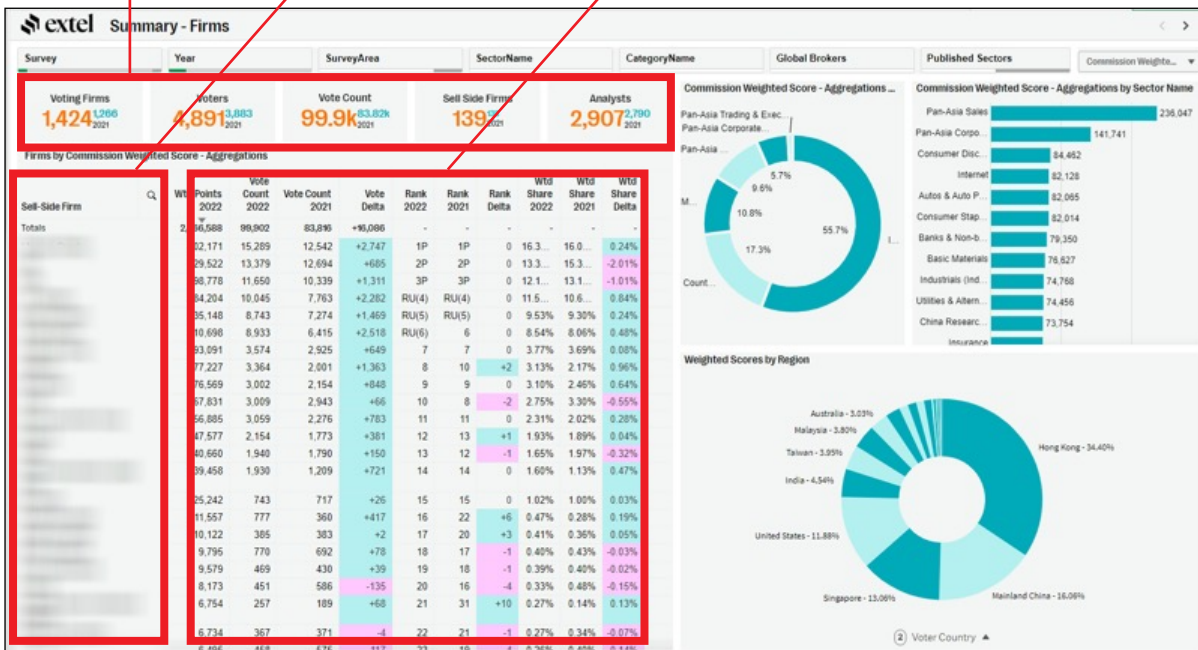 extel Summary - Firms
Survey Year SurveyArea SectorName CategoryName Global Brokers Published Sectors Commission Weighte...
Voting Firms Voters Vote Count Sell Side Firms Analysts
1,424 1,266 2021 4,891 3,883 2021 99.9k 83.82k 2021 139 2021 2,907 2,790 2021
Firms by Commission Weighted Score - Aggregations
Sell-Side Firm Points 2022 Vote Count 2022 Vote Count 2021 Vote Delta Rank 2022 Rank 2021 Rank Delta Wtd Share 2022 Wtd Share 2021 Wtd Share Delta
Totals 99,902 83,816 +16,086 - - - - - -
02,171 15,289 12,542 +2,747 1P 1P 0 16.3... 16.0... 0.24%
29,522 13,379 12,694 +685 2P 2P 0 13.3... 15.3... -2.01%
98,778 11,650 10,339 +1,311 3P 3P 0 12.1... 13.1... -1.01%
84,204 10,045 7,763 +2,282 RU(4) RU(4) 0 11.5... 10.6... 0.84%
35,148 8,743 7,274 +1,469 RU(5) RU(5) 0 9.53% 9.30% 0.24%
10,698 8,933 6,415 +2,518 RU(6) 6 0 8.54% 8.06% 0.48%
93,091 3,574 2,925 +649 7 7 0 3.77% 3.69% 0.08%
77,227 3,364 2,001 +1,363 8 10 +2 3.13% 2.17% 0.96%
76,569 3,002 2,154 +848 9 9 0 3.10% 2.46% 0.64%
67,831 3,009 2,943 +66 10 8 -2 2.75% 3.30% -0.55%
56,885 3,059 2,276 +783 11 11 0 2.31% 2.02% 0.28%
47,577 2,154 1,773 +381 12 13 +1 1.93% 1.89% 0.04%
40,660 1,940 1,790 +150 13 12 -1 1.65% 1.97% -0.32%
39,458 1,930 1,209 +721 14 14 0 1.60% 1.13% 0.47%
25,242 743 717 +26 15 15 0 1.02% 1.00% 0.03%
11,557 777 360 +417 16 22 +6 0.47% 0.28% 0.19%
10,122 385 383 +2 17 20 +3 0.41% 0.36% 0.05%
9,795 770 692 +78 18 17 -1 0.40% 0.43% -0.03%
9,579 469 430 +39 19 18 -1 0.39% 0.40% -0.02%
8,173 451 586 -135 20 16 -4 0.33% 0.48% -0.15%
6,754 257 189 +68 21 31 +10 0.27% 0.14% 0.13%
6,734 367 371 -4 22 21 -1 0.27% 0.34% -0.07%
Commission Weighted Score - Aggregations ...
Pan-Asia Trading & Exec...
Pan-Asia Corporate...
Pan-Asia ...
M...
Count...
I...
5.7%
9.6%
10.8%
17.3%
55.7%
Commission Weighted Score - Aggregations by Sector Name
Pan-Asia Sales 236,047
Pan-Asia Corpo... 141,741
Consumer Disc... 84,462
Internet 82,128
Autos & Auto P... 82,065
Consumer Stap... 82,014
Banks & Non-b... 79,350
Basic Materials 76,627
Industrials (Ind... 74,768
Utilities & Altern... 74,456
China Researc... 73,754
Insurance
Weighted Scores by Region
Australia - 3.03%
Malaysia - 3.80%
Taiwan - 3.95%
India - 4.54%
United States - 11.88%
Singapore - 13.06%
Mainland China - 16.06%
Hong Kong - 34.40%
2 Voter Country